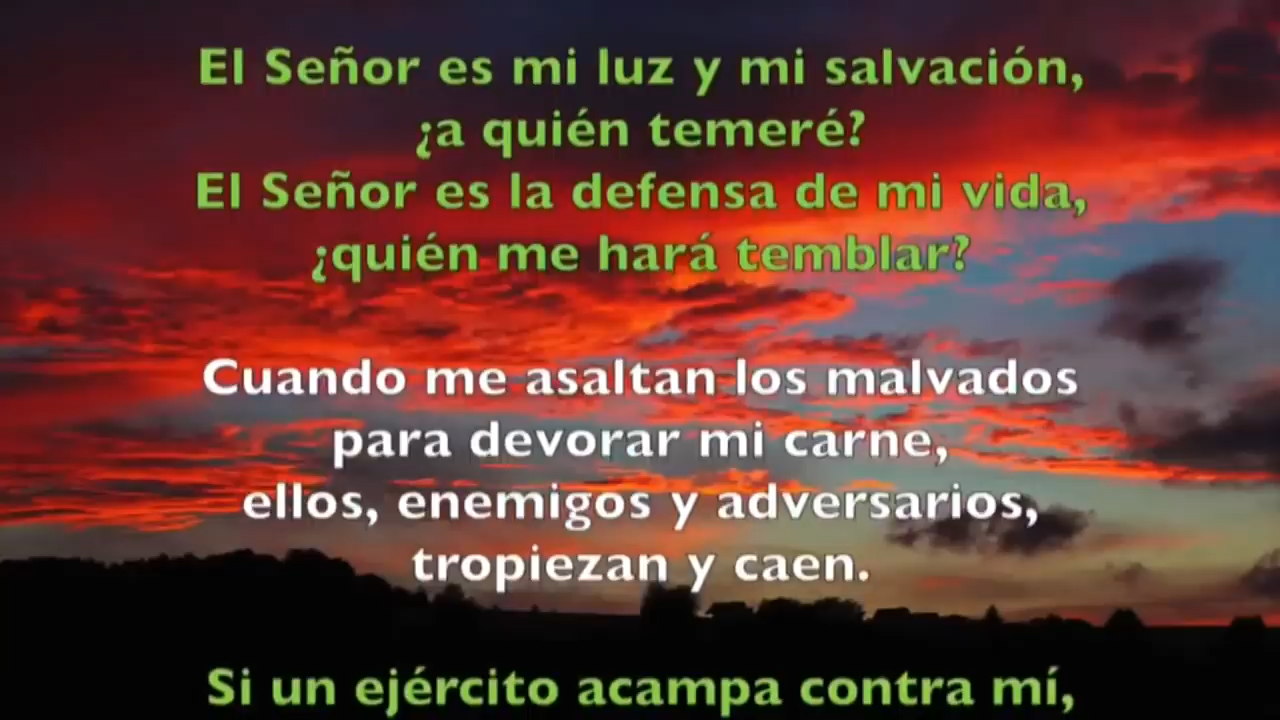 El Señor es mi luz y mi salvación,
¿a quién temeré?
El Señor es la defensa de mi vida,
¿quién me hará temblar?
Cuando me asaltan los malvados
para devorar mi carne,
ellos, enemigos y adversarios,
tropiezan y caen.
Si un ejército acampa contra mí,